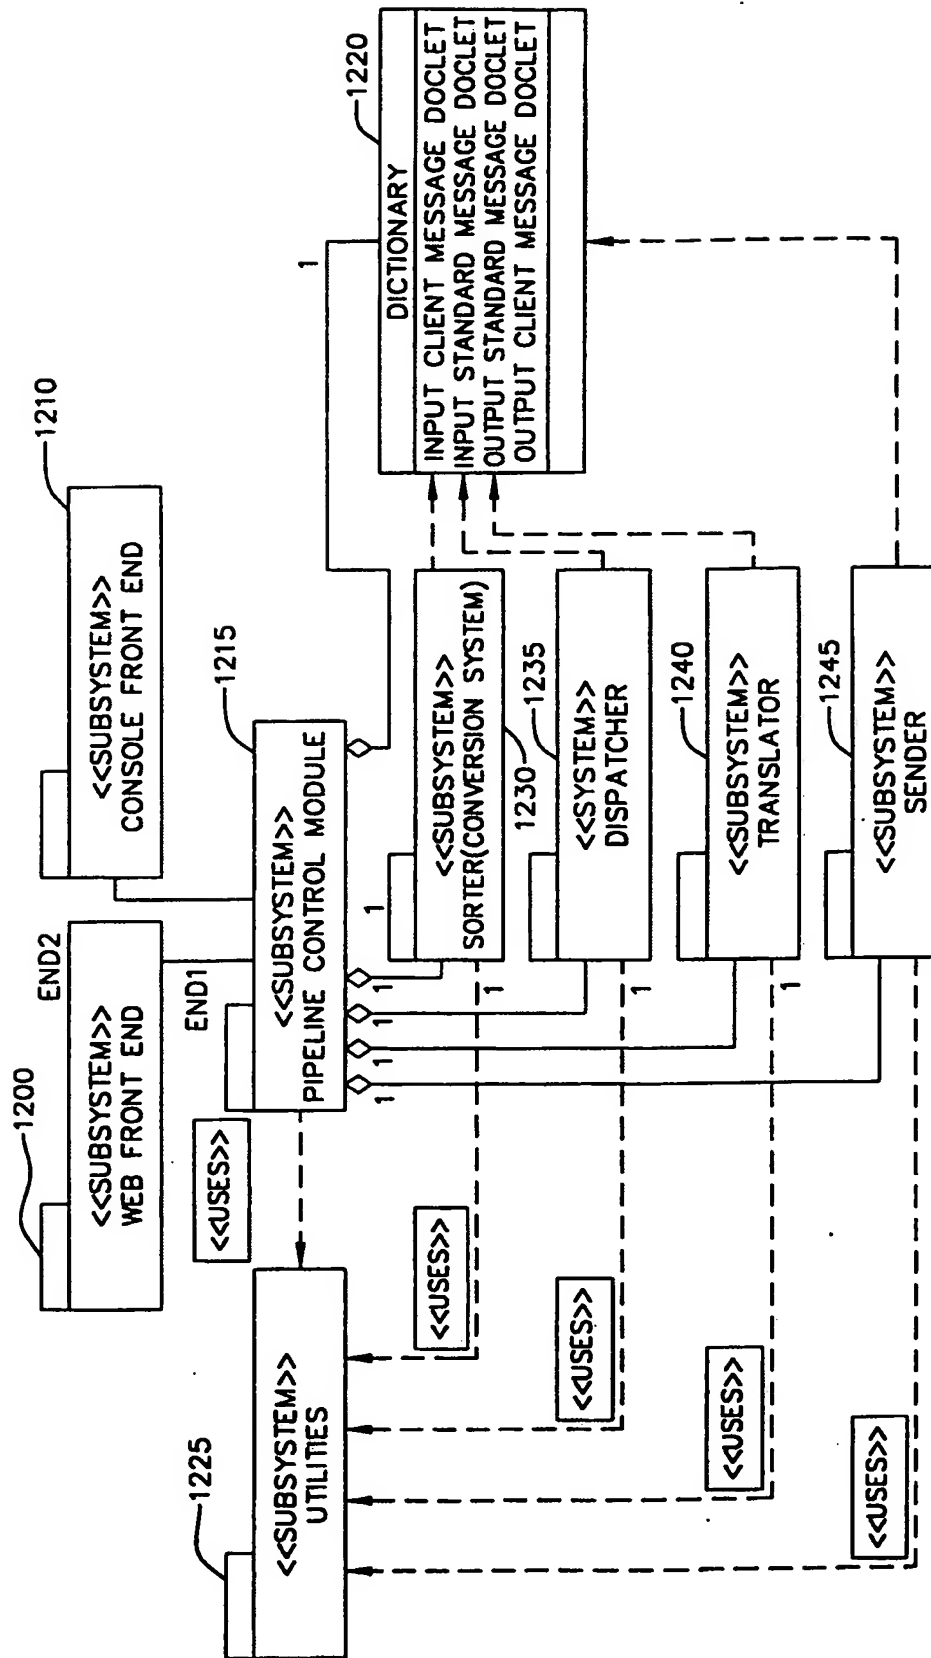 1200
<<SUBSYSTEM>>
WEB FRONT END
END2
1210
<<SUBSYSTEM>>
CONSOLE FRONT END
1225
<<SUBSYSTEM>>
UTILITIES
<<USES>>
END1
1215
<<SUBSYSTEM>>
PIPELINE CONTROL MODULE
1
1
1
1
1
1220
DICTIONARY
INPUT CLIENT MESSAGE DOCLET
INPUT STANDARD MESSAGE DOCLET
OUTPUT STANDARD MESSAGE DOCLET
OUTPUT CLIENT MESSAGE DOCLET
1
<<SUBSYSTEM>>
SORTER(CONVERSION SYSTEM)
1230
1
<<USES>>
1235
<<SYSTEM>>
DISPATCHER
1
<<USES>>
1240
<<SUBSYSTEM>>
TRANSLATOR
1
<<USES>>
1245
<<SUBSYSTEM>>
SENDER
<<USES>>